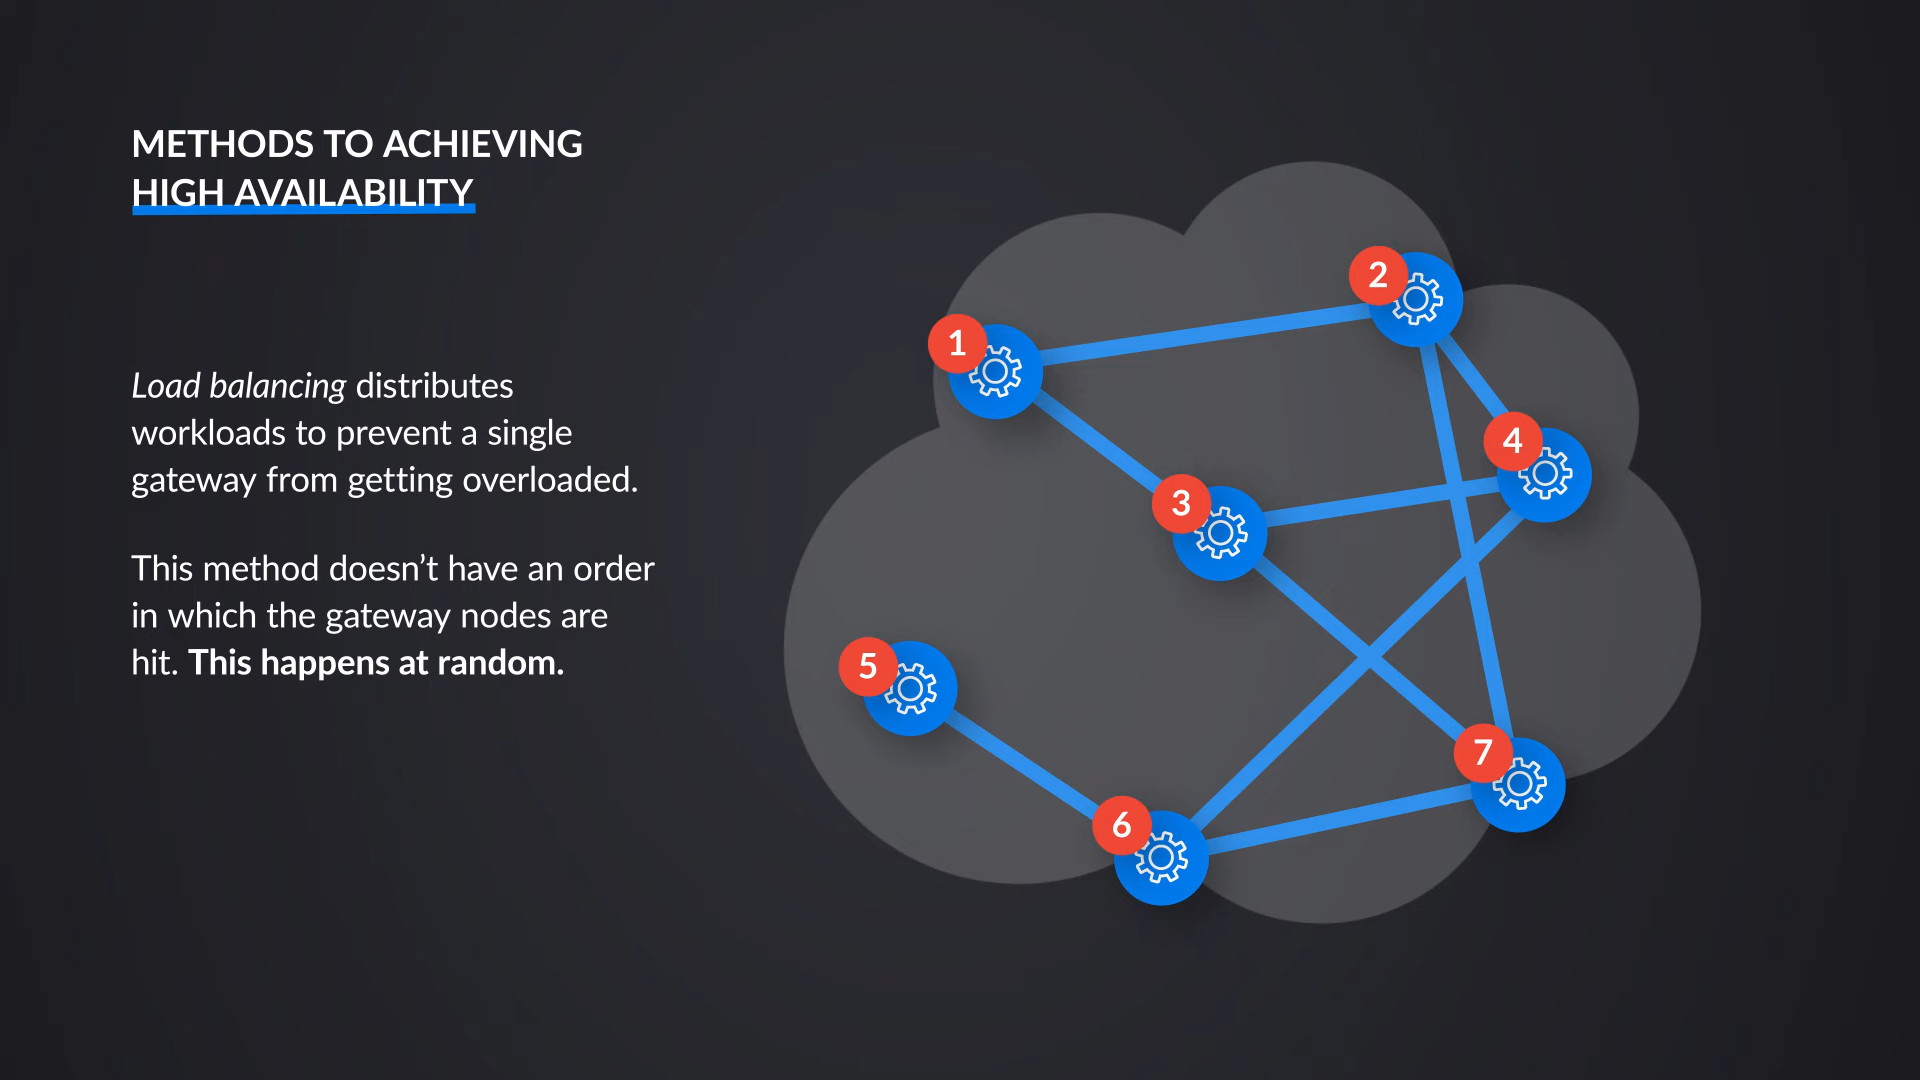 METHODS TO ACHIEVING
HIGH AVAILABILITY
Load balancing distributes
workloads to prevent a single
gateway from getting overloaded.
This method doesn’t have an order
in which the gateway nodes are
hit. This happens at random.
1
2
3
4
5
6
7